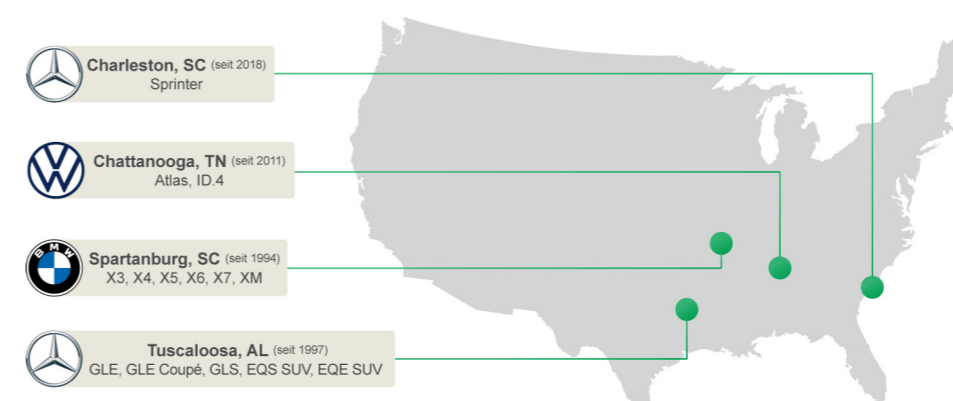 Charleston, SC (seit 2018)
Sprinter
Chattanooga, TN (seit 2011)
Atlas, ID.4
BMW
Spartanburg, SC (seit 1994)
X3, X4, X5, X6, X7, XM
Tuscaloosa, AL (seit 1997)
GLE, GLE Coupé, GLS, EQS SUV, EQE SUV